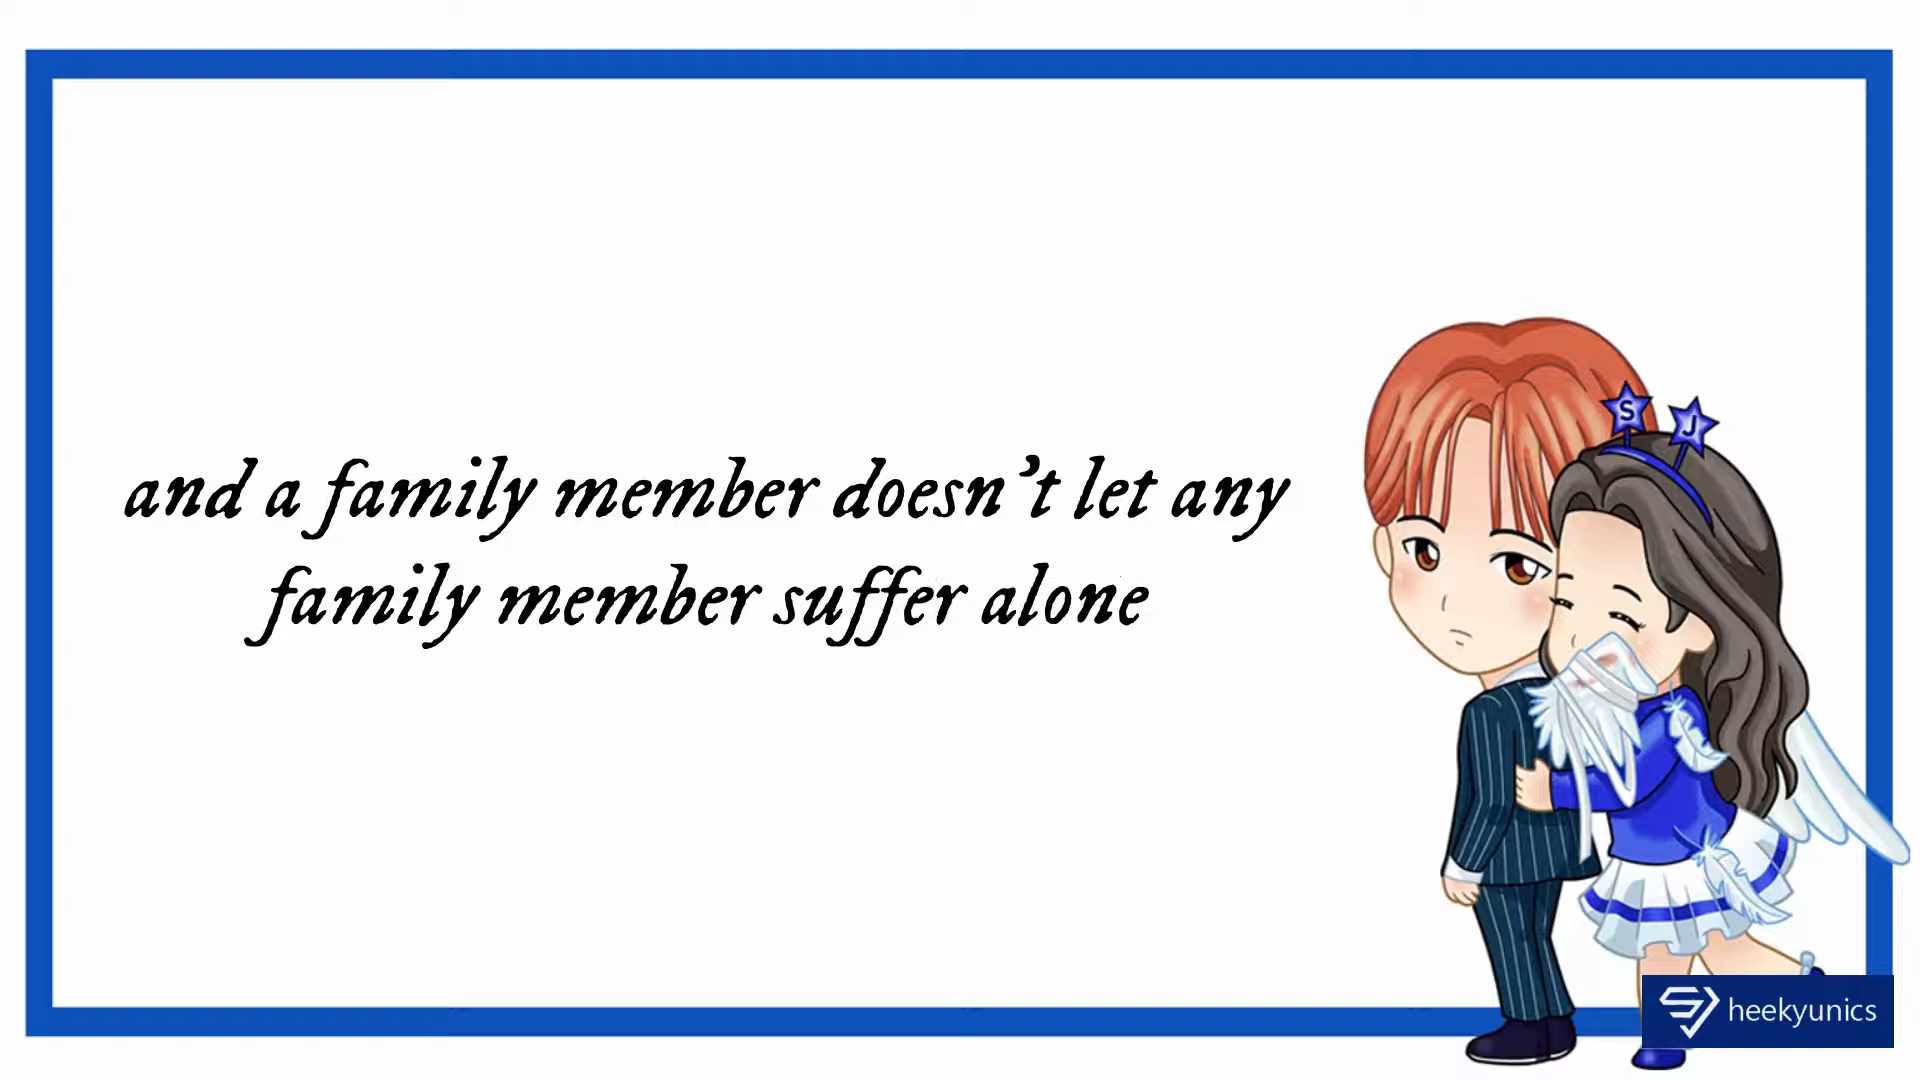 and a family member doesn't let any
family member suffer alone
S J
heekyunics